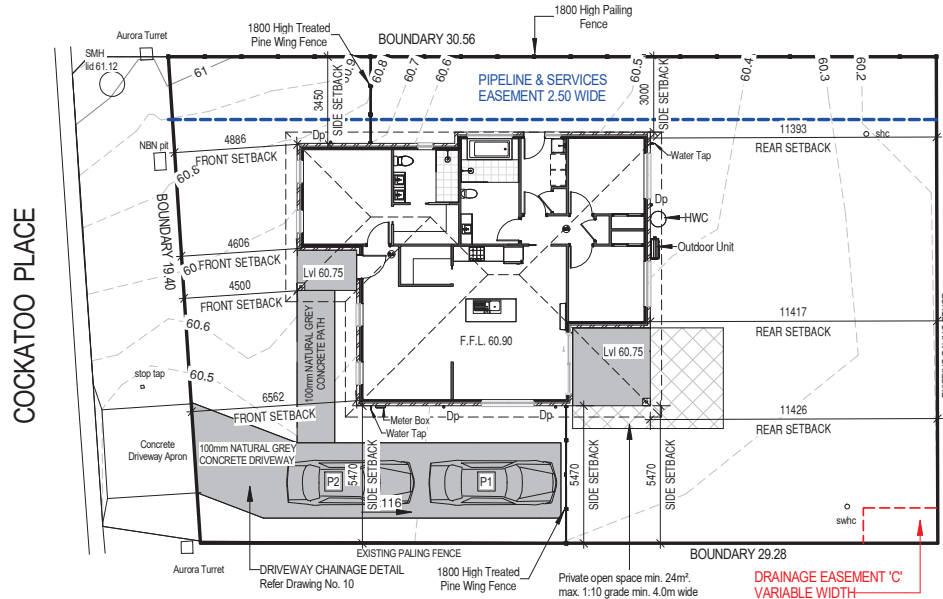 1800 High Pailing
Fence
Aurora Turret
1800 High Treated
Pine Wing Fence
BOUNDARY 30.56
SMH
lid 61.12
61
60.9
60.8
60.7
60.6
60.5
60.4
60.3
60.2
PIPELINE & SERVICES
EASEMENT 2.50 WIDE
3450
SIDE SETBACK
3000
SIDE SETBACK
4886
FRONT SETBACK
Dp
Dp
11393
REAR SETBACK
shc
NBN pit
Water Tap
60.8
Dp
HWC
Outdoor Unit
BOUNDARY 19.40
COCKATOO PLACE
4606
FRONT SETBACK
Lvl 60.75
4500
FRONT SETBACK
60.6
60.5
100mm NATURAL GREY
CONCRETE PATH
F.F.L. 60.90
11417
REAR SETBACK
Lvl 60.75
stop tap
6562
FRONT SETBACK
Meter Box
Water Tap
Dp
Dp
11426
REAR SETBACK
Concrete
Driveway Apron
100mm NATURAL GREY
CONCRETE DRIVEWAY
5470
SIDE SETBACK
P2
P1
116
5470
SIDE SETBACK
5470
SIDE SETBACK
swhc
EXISTING PALING FENCE
BOUNDARY 29.28
Aurora Turret
DRIVEWAY CHAINAGE DETAIL
Refer Drawing No. 10
1800 High Treated
Pine Wing Fence
Private open space min. 24m².
max. 1:10 grade min. 4.0m wide
DRAINAGE EASEMENT 'C'
VARIABLE WIDTH